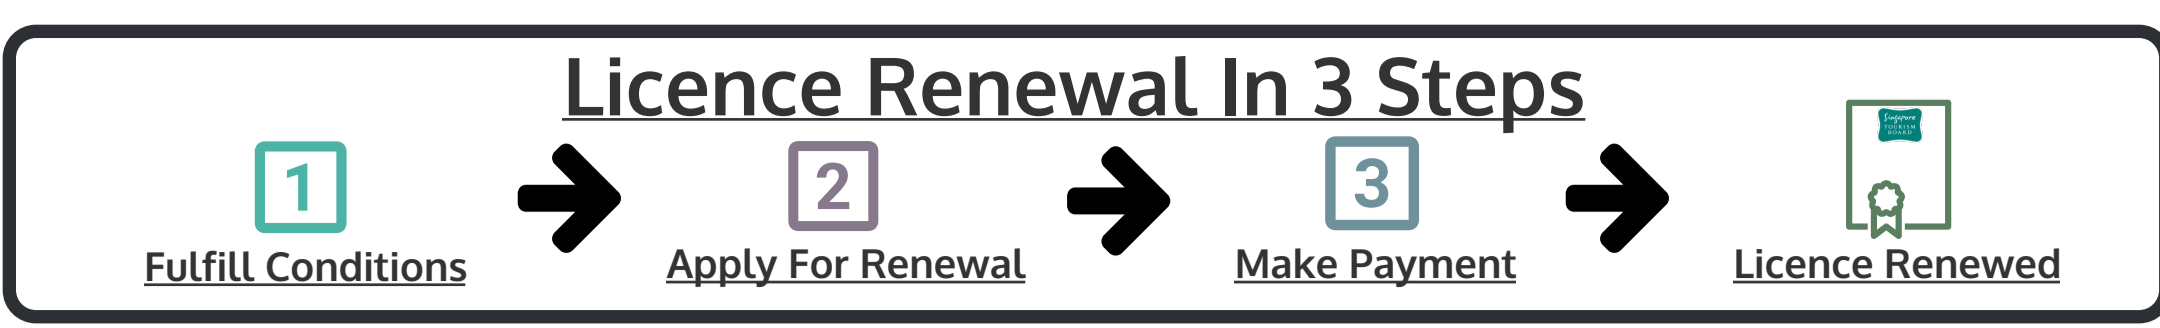 Licence Renewal In 3 Steps
1
2
3
Singapore
TOURISM
BOARD
Fulfill Conditions
Apply For Renewal
Make Payment
Licence Renewed